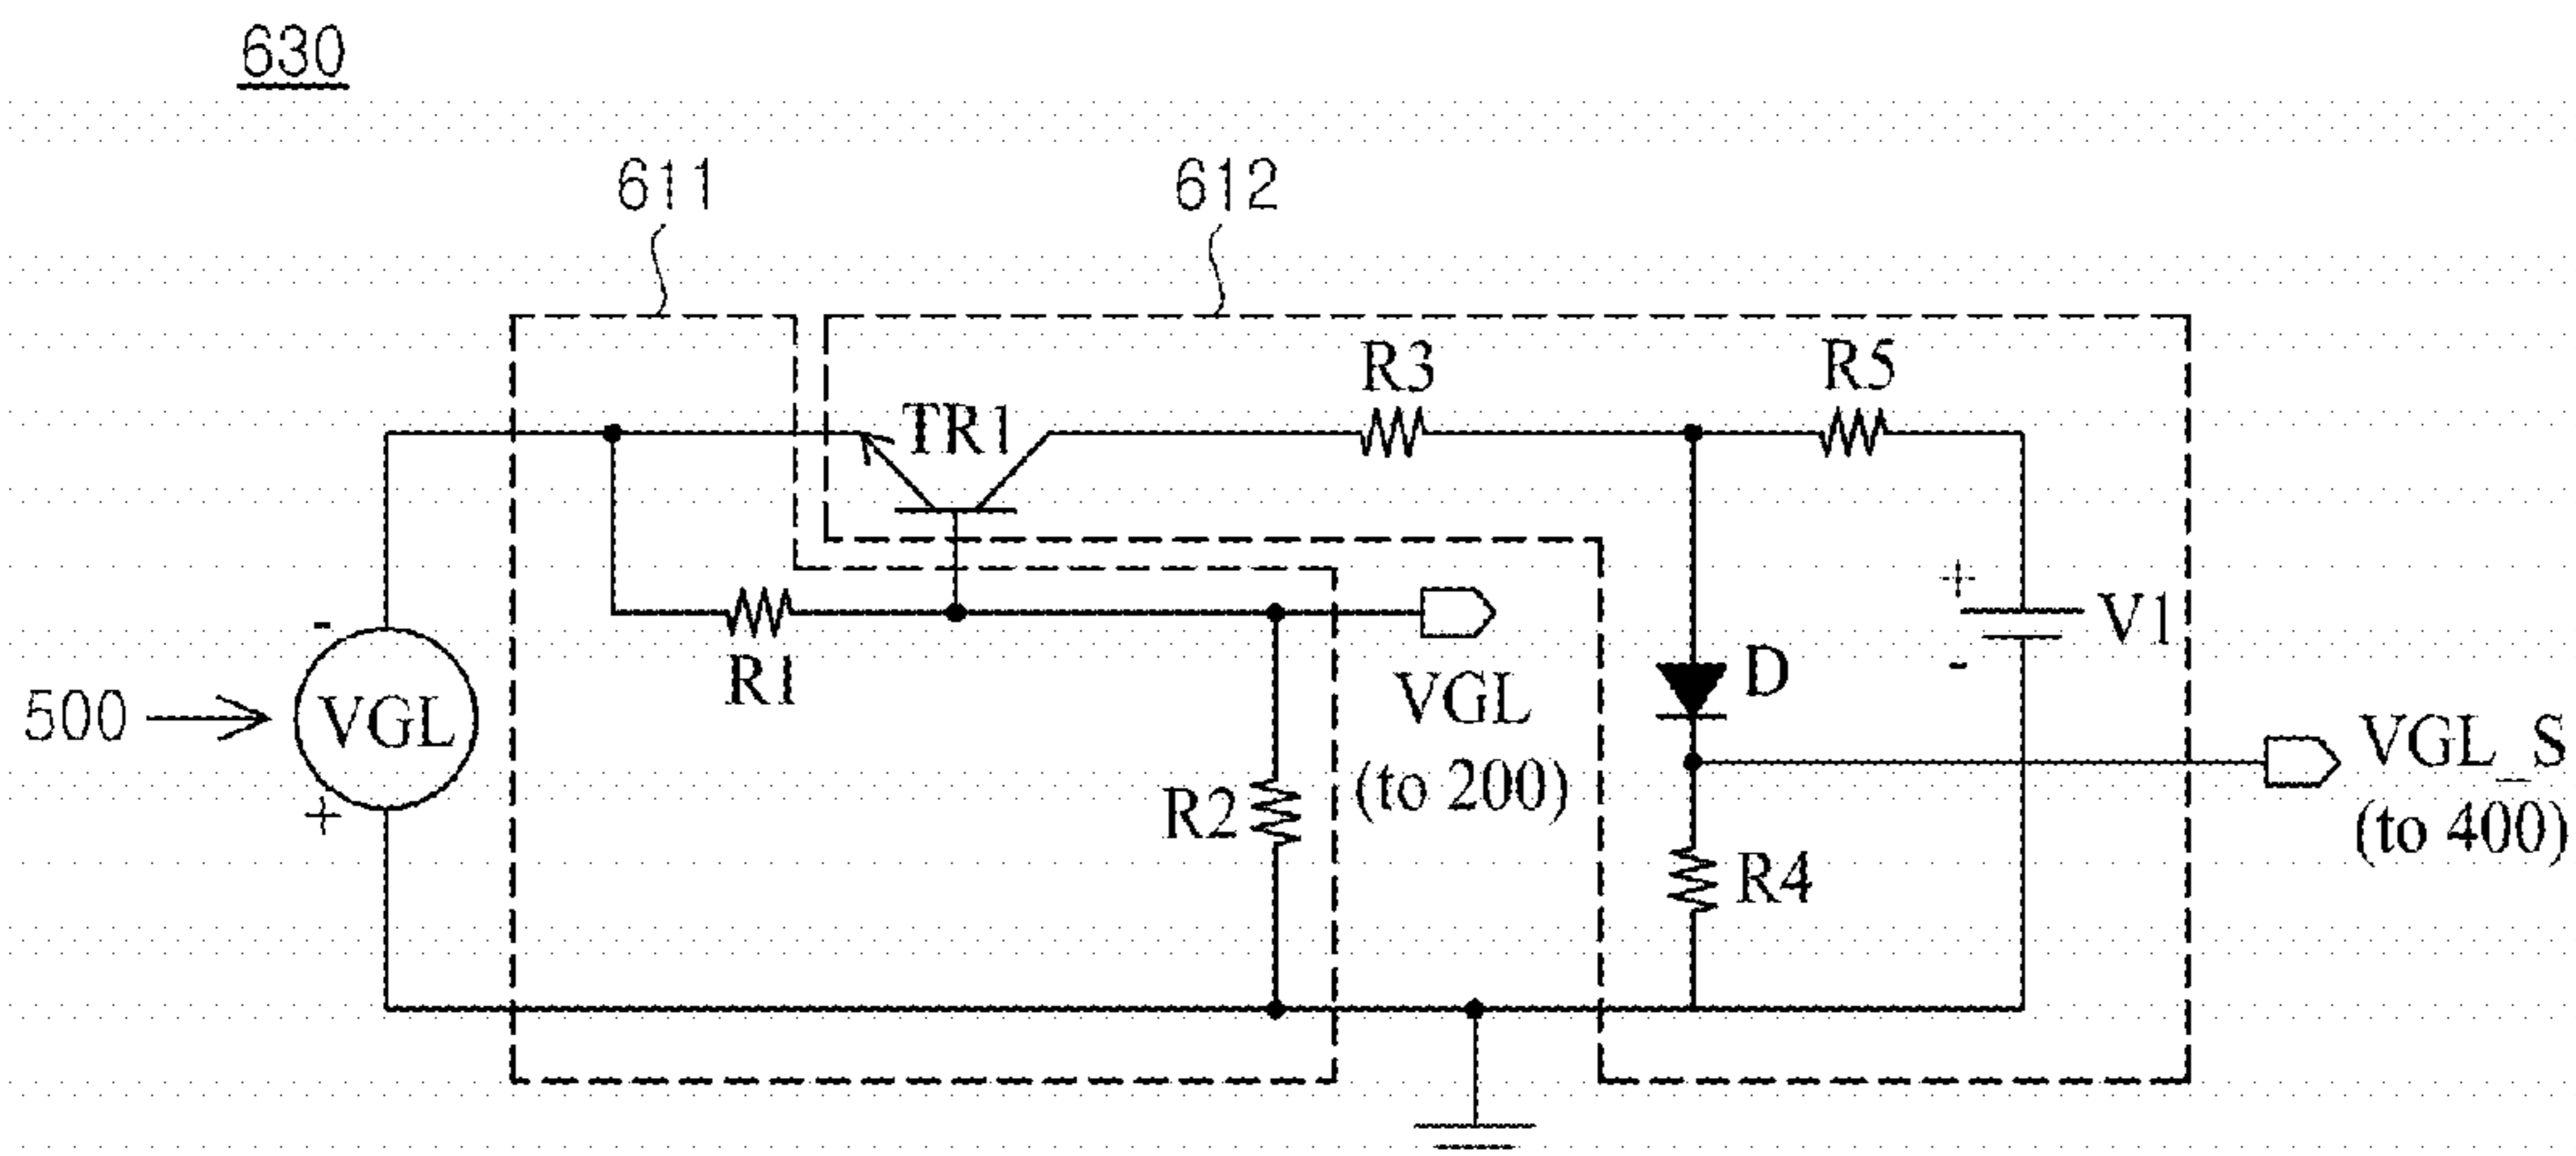 630
611
612
R3
R5
TR1
+
V1
-
R1
VGL
(to 200)
D
-
500
VGL
+
VGL_S
(to 400)
R2
R4